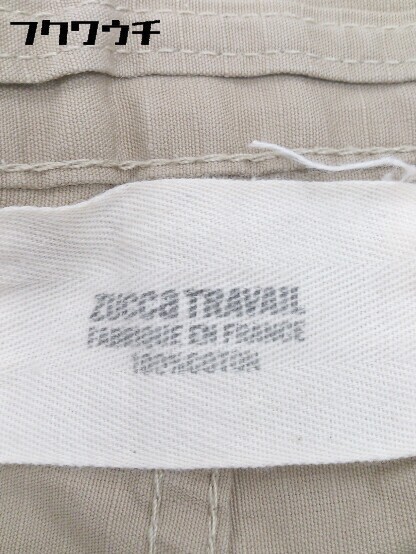 フクワウチ
ZUCCa TRAVAIL
FABRIQUE EN FRANCE
100%COTON